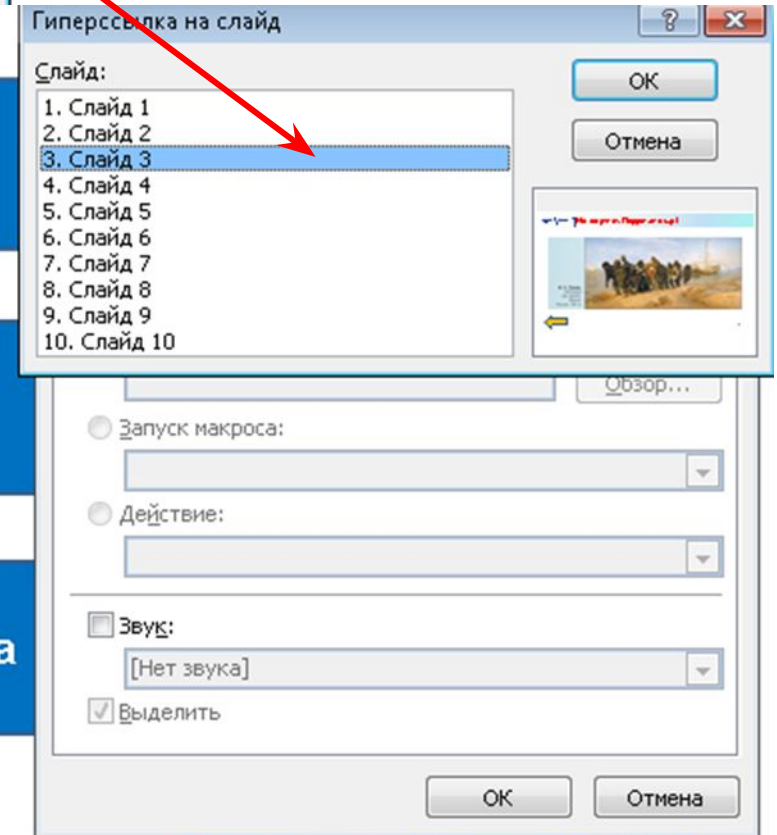 Гиперссылка на слайд
Слайд:
1. Слайд 1
2. Слайд 2
3. Слайд 3
4. Слайд 4
5. Слайд 5
6. Слайд 6
7. Слайд 7
8. Слайд 8
9. Слайд 9
10. Слайд 10
ОК
Отмена
Обзор...
Запуск макроса:
Действие:
Звук:
[Нет звука]
Выделить
а
ОК
Отмена